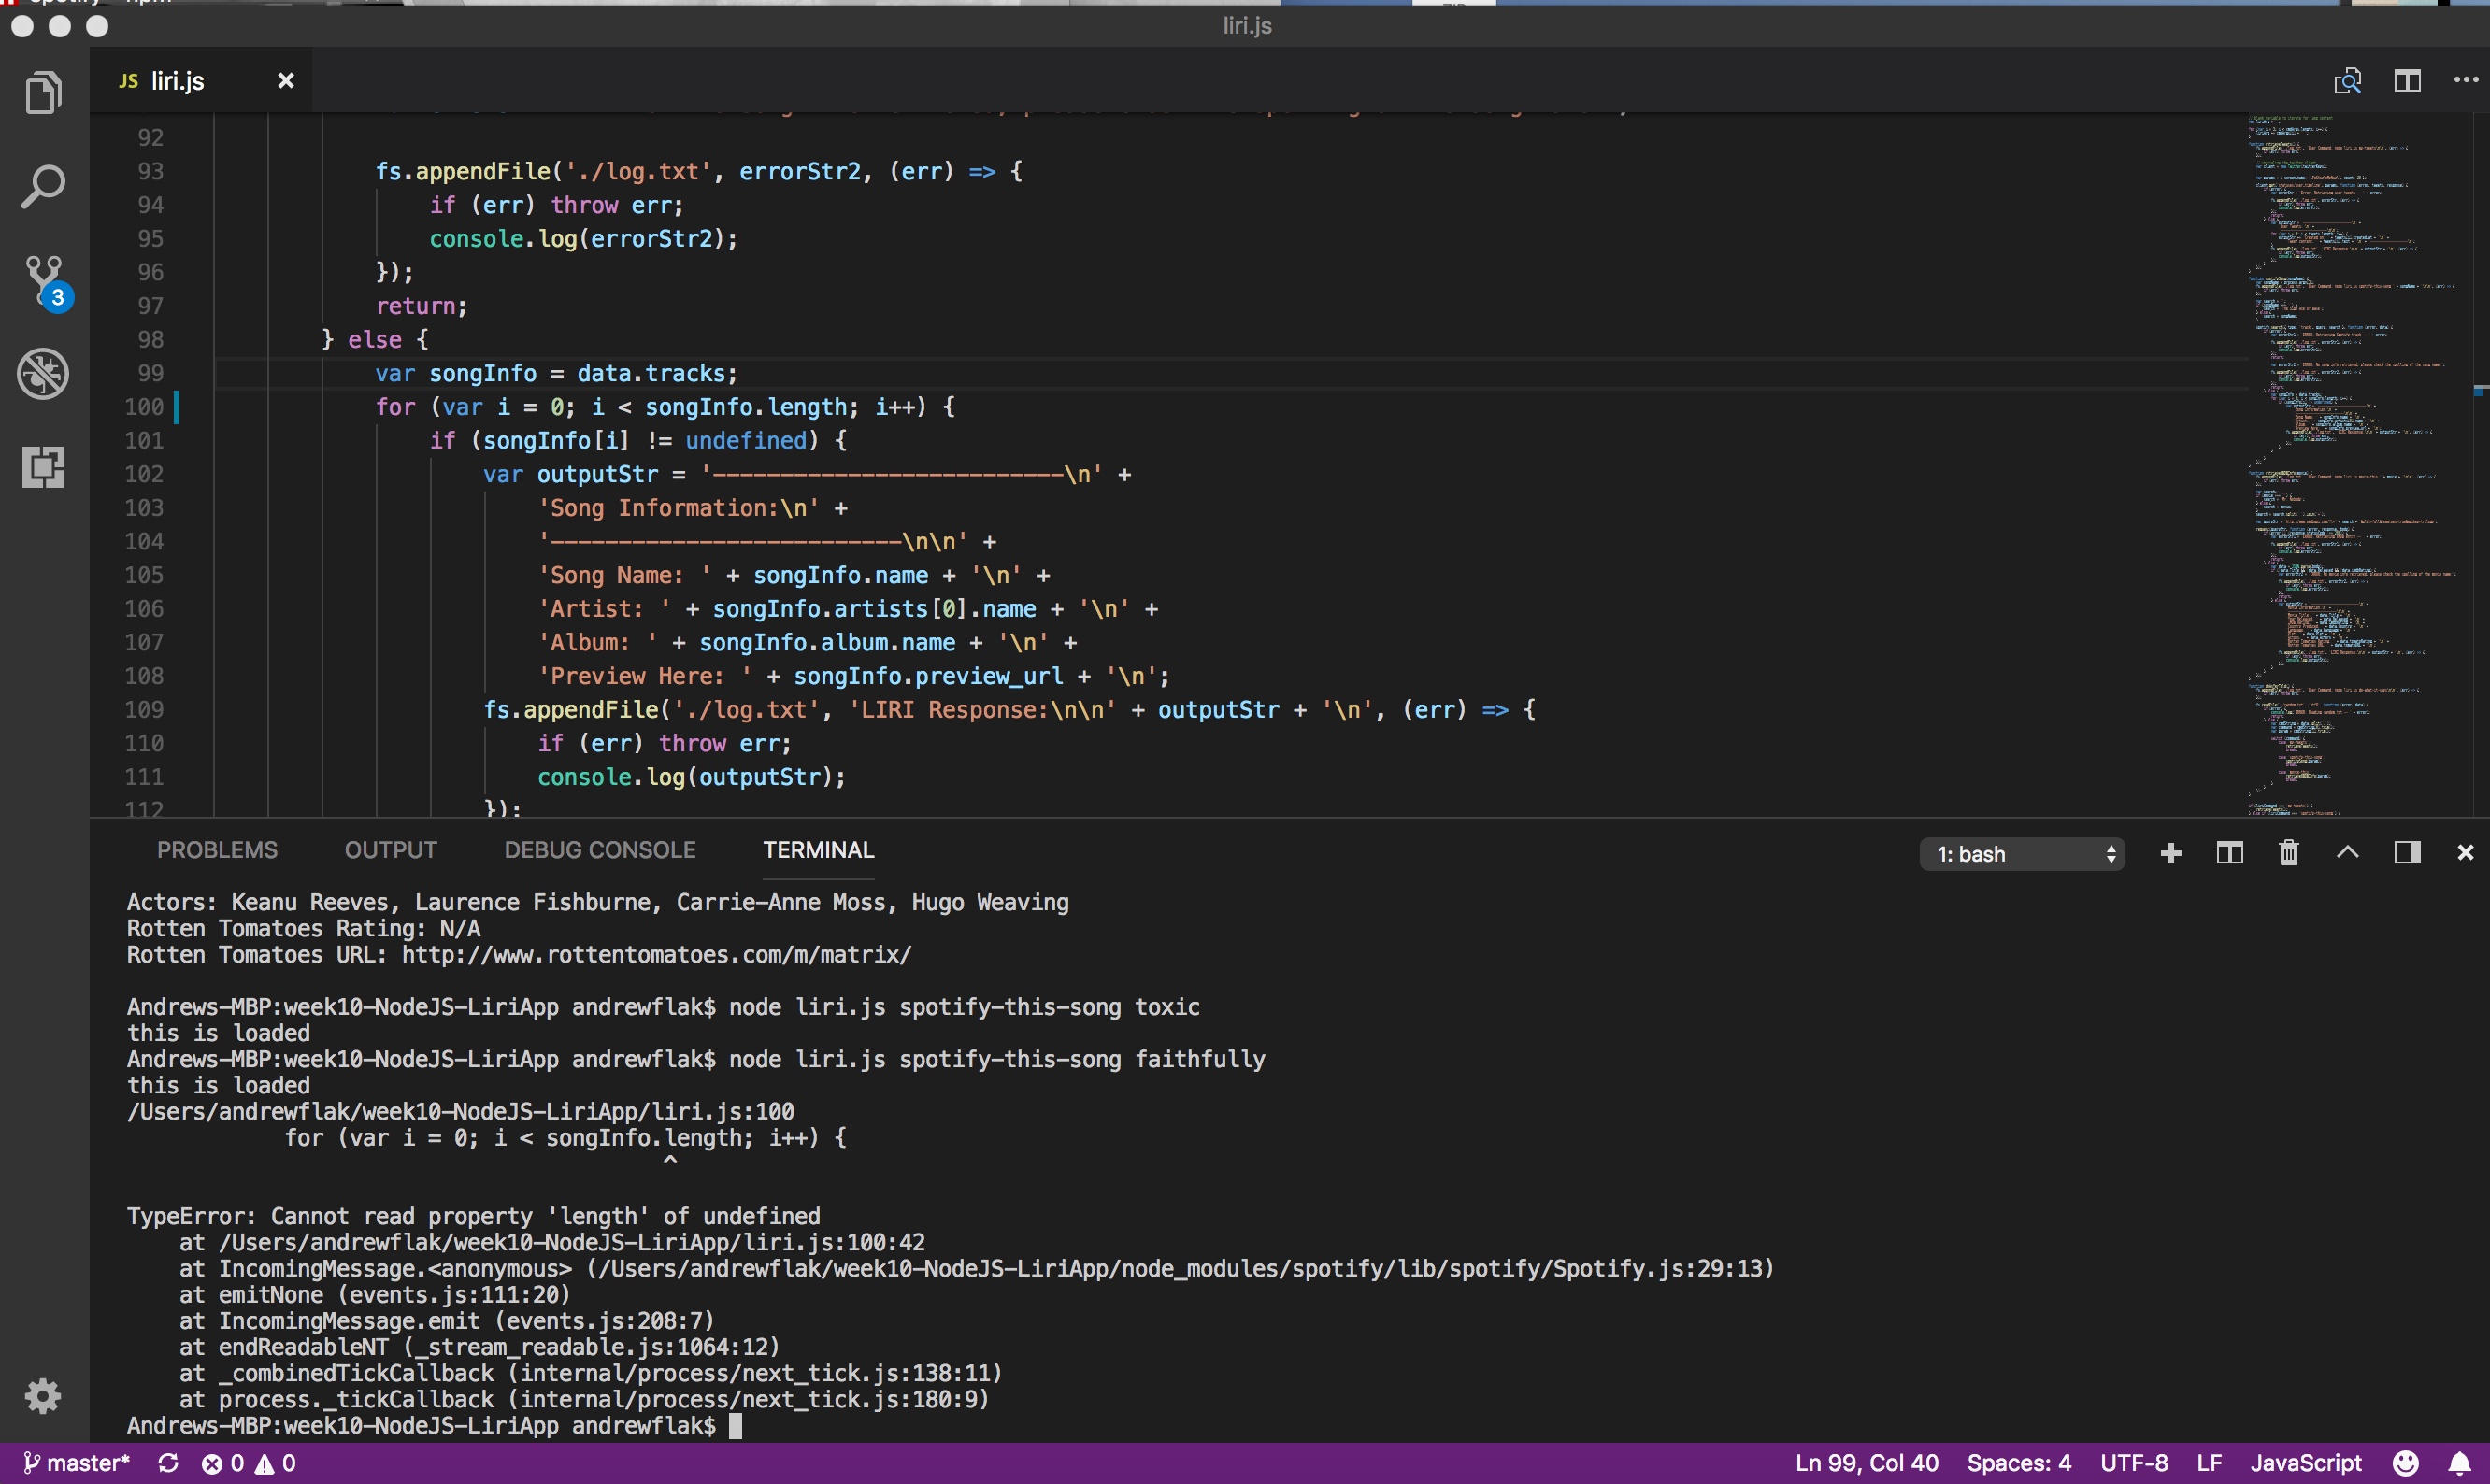 liri.js
JS liri.js
92
93 fs.appendFile('./log.txt', errorStr2, (err) => {
94 if (err) throw err;
95 console.log(errorStr2);
96 });
97 return;
98 } else {
99 var songInfo = data.tracks;
100 for (var i = 0; i < songInfo.length; i++) {
101 if (songInfo[i] != undefined) {
102 var outputStr = '--------------------------\n' +
103 'Song Information:\n' +
104 '--------------------------\n\n' +
105 'Song Name: ' + songInfo.name + '\n' +
106 'Artist: ' + songInfo.artists[0].name + '\n' +
107 'Album: ' + songInfo.album.name + '\n' +
108 'Preview Here: ' + songInfo.preview_url + '\n';
109 fs.appendFile('./log.txt', 'LIRI Response:\n\n' + outputStr + '\n', (err) => {
110 if (err) throw err;
111 console.log(outputStr);
112 });
3
PROBLEMS OUTPUT DEBUG CONSOLE TERMINAL 1: bash
Actors: Keanu Reeves, Laurence Fishburne, Carrie-Anne Moss, Hugo Weaving
Rotten Tomatoes Rating: N/A
Rotten Tomatoes URL: http://www.rottentomatoes.com/m/matrix/
Andrews-MBP:week10-NodeJS-LiriApp andrewflak$ node liri.js spotify-this-song toxic
this is loaded
Andrews-MBP:week10-NodeJS-LiriApp andrewflak$ node liri.js spotify-this-song faithfully
this is loaded
/Users/andrewflak/week10-NodeJS-LiriApp/liri.js:100
for (var i = 0; i < songInfo.length; i++) {
^
TypeError: Cannot read property 'length' of undefined
at /Users/andrewflak/week10-NodeJS-LiriApp/liri.js:100:42
at IncomingMessage.<anonymous> (/Users/andrewflak/week10-NodeJS-LiriApp/node_modules/spotify/lib/spotify/Spotify.js:29:13)
at emitNone (events.js:111:20)
at IncomingMessage.emit (events.js:208:7)
at endReadableNT (_stream_readable.js:1064:12)
at _combinedTickCallback (internal/process/next_tick.js:138:11)
at process._tickCallback (internal/process/next_tick.js:180:9)
Andrews-MBP:week10-NodeJS-LiriApp andrewflak$
master* 0 0 Ln 99, Col 40 Spaces: 4 UTF-8 LF JavaScript